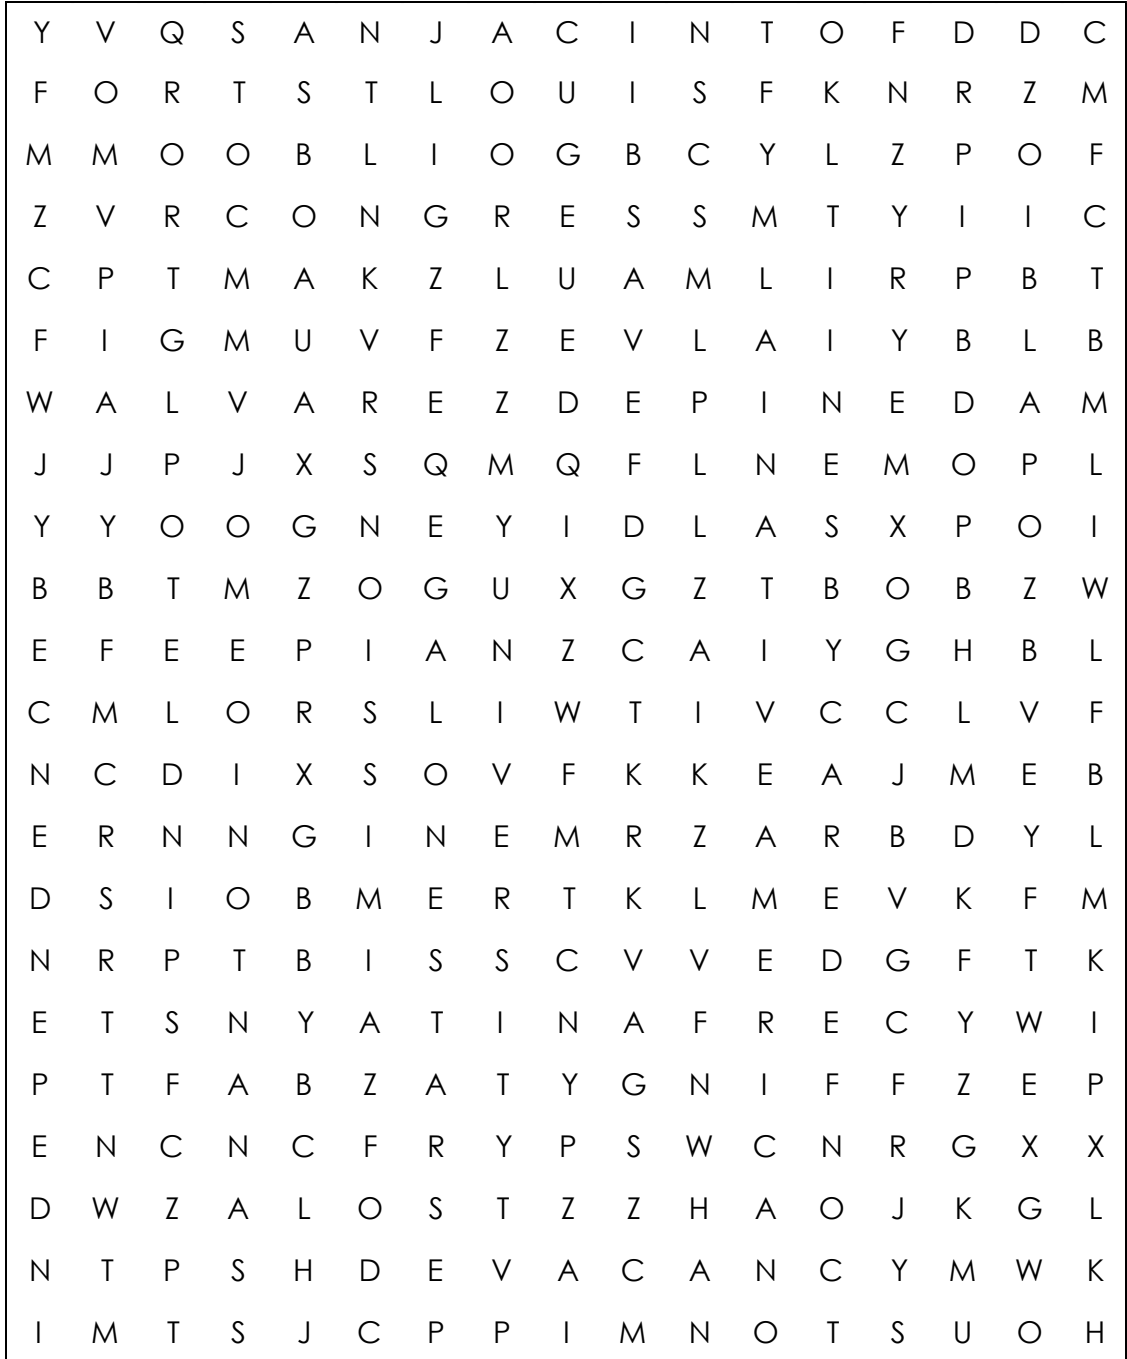 Y V Q S A N J A C I N T O F D D C
F O R T S T L O U I S F K N R Z M
M M O O B L I O G B C Y L Z P O F
Z V R C O N G R E S S M T Y I I C
C P T M A K Z L U A M L I R P B T
F I G M U V F Z E V L A I Y B L B
W A L V A R E Z D E P I N E D A M
J J P J X S Q M Q F L N E M O P L
Y Y O O G N E Y I D L A S X P O I
B B T M Z O G U X G Z T B O B Z W
E F E E P I A N Z C A I Y G H B L
C M L O R S L I W T I V C C L V F
N C D I X S O V F K K E A J M E B
E R N N G I N E M R Z A R B D Y L
D S I O B M E R T K L M E V K F M
N R P T B I S S C V V E D G F T K
E T S N Y A T I N A F R E C Y W I
P T F A B Z A T Y G N I F F Z E P
E N C N C F R Y P S W C N R G X X
D W Z A L O S T Z Z H A O J K G L
N T P S H D E V A C A N C Y M W K
I M T S J C P P I M N O T S U O H